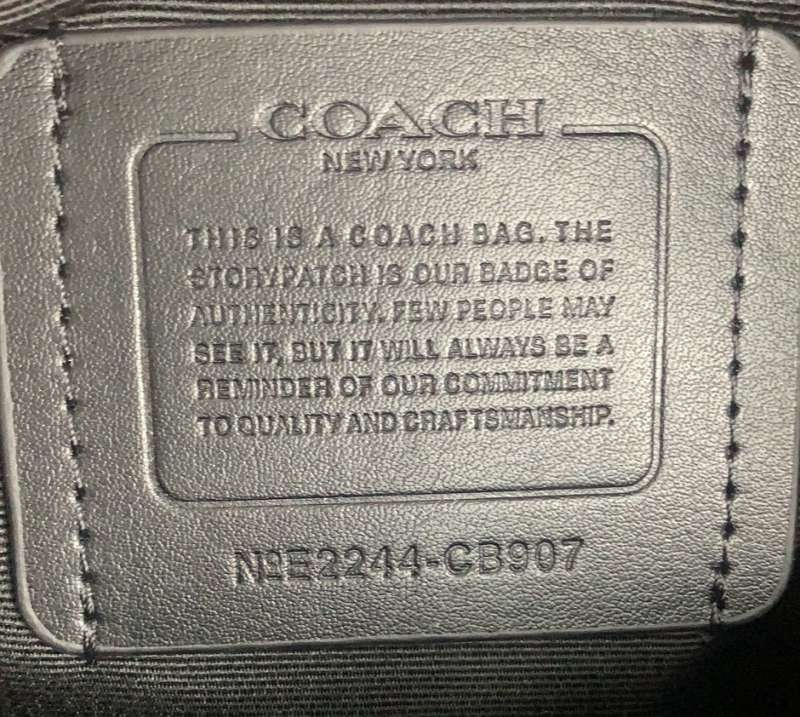 COACH
NEW YORK
THIS IS A COACH BAG. THE
STORYPATCH IS OUR BADGE OF
AUTHENTICITY. FEW PEOPLE MAY
SEE IT, BUT IT WILL ALWAYS BE A
REMINDER OF OUR COMMITMENT
TO QUALITY AND CRAFTSMANSHIP.
NºE2244-CB907